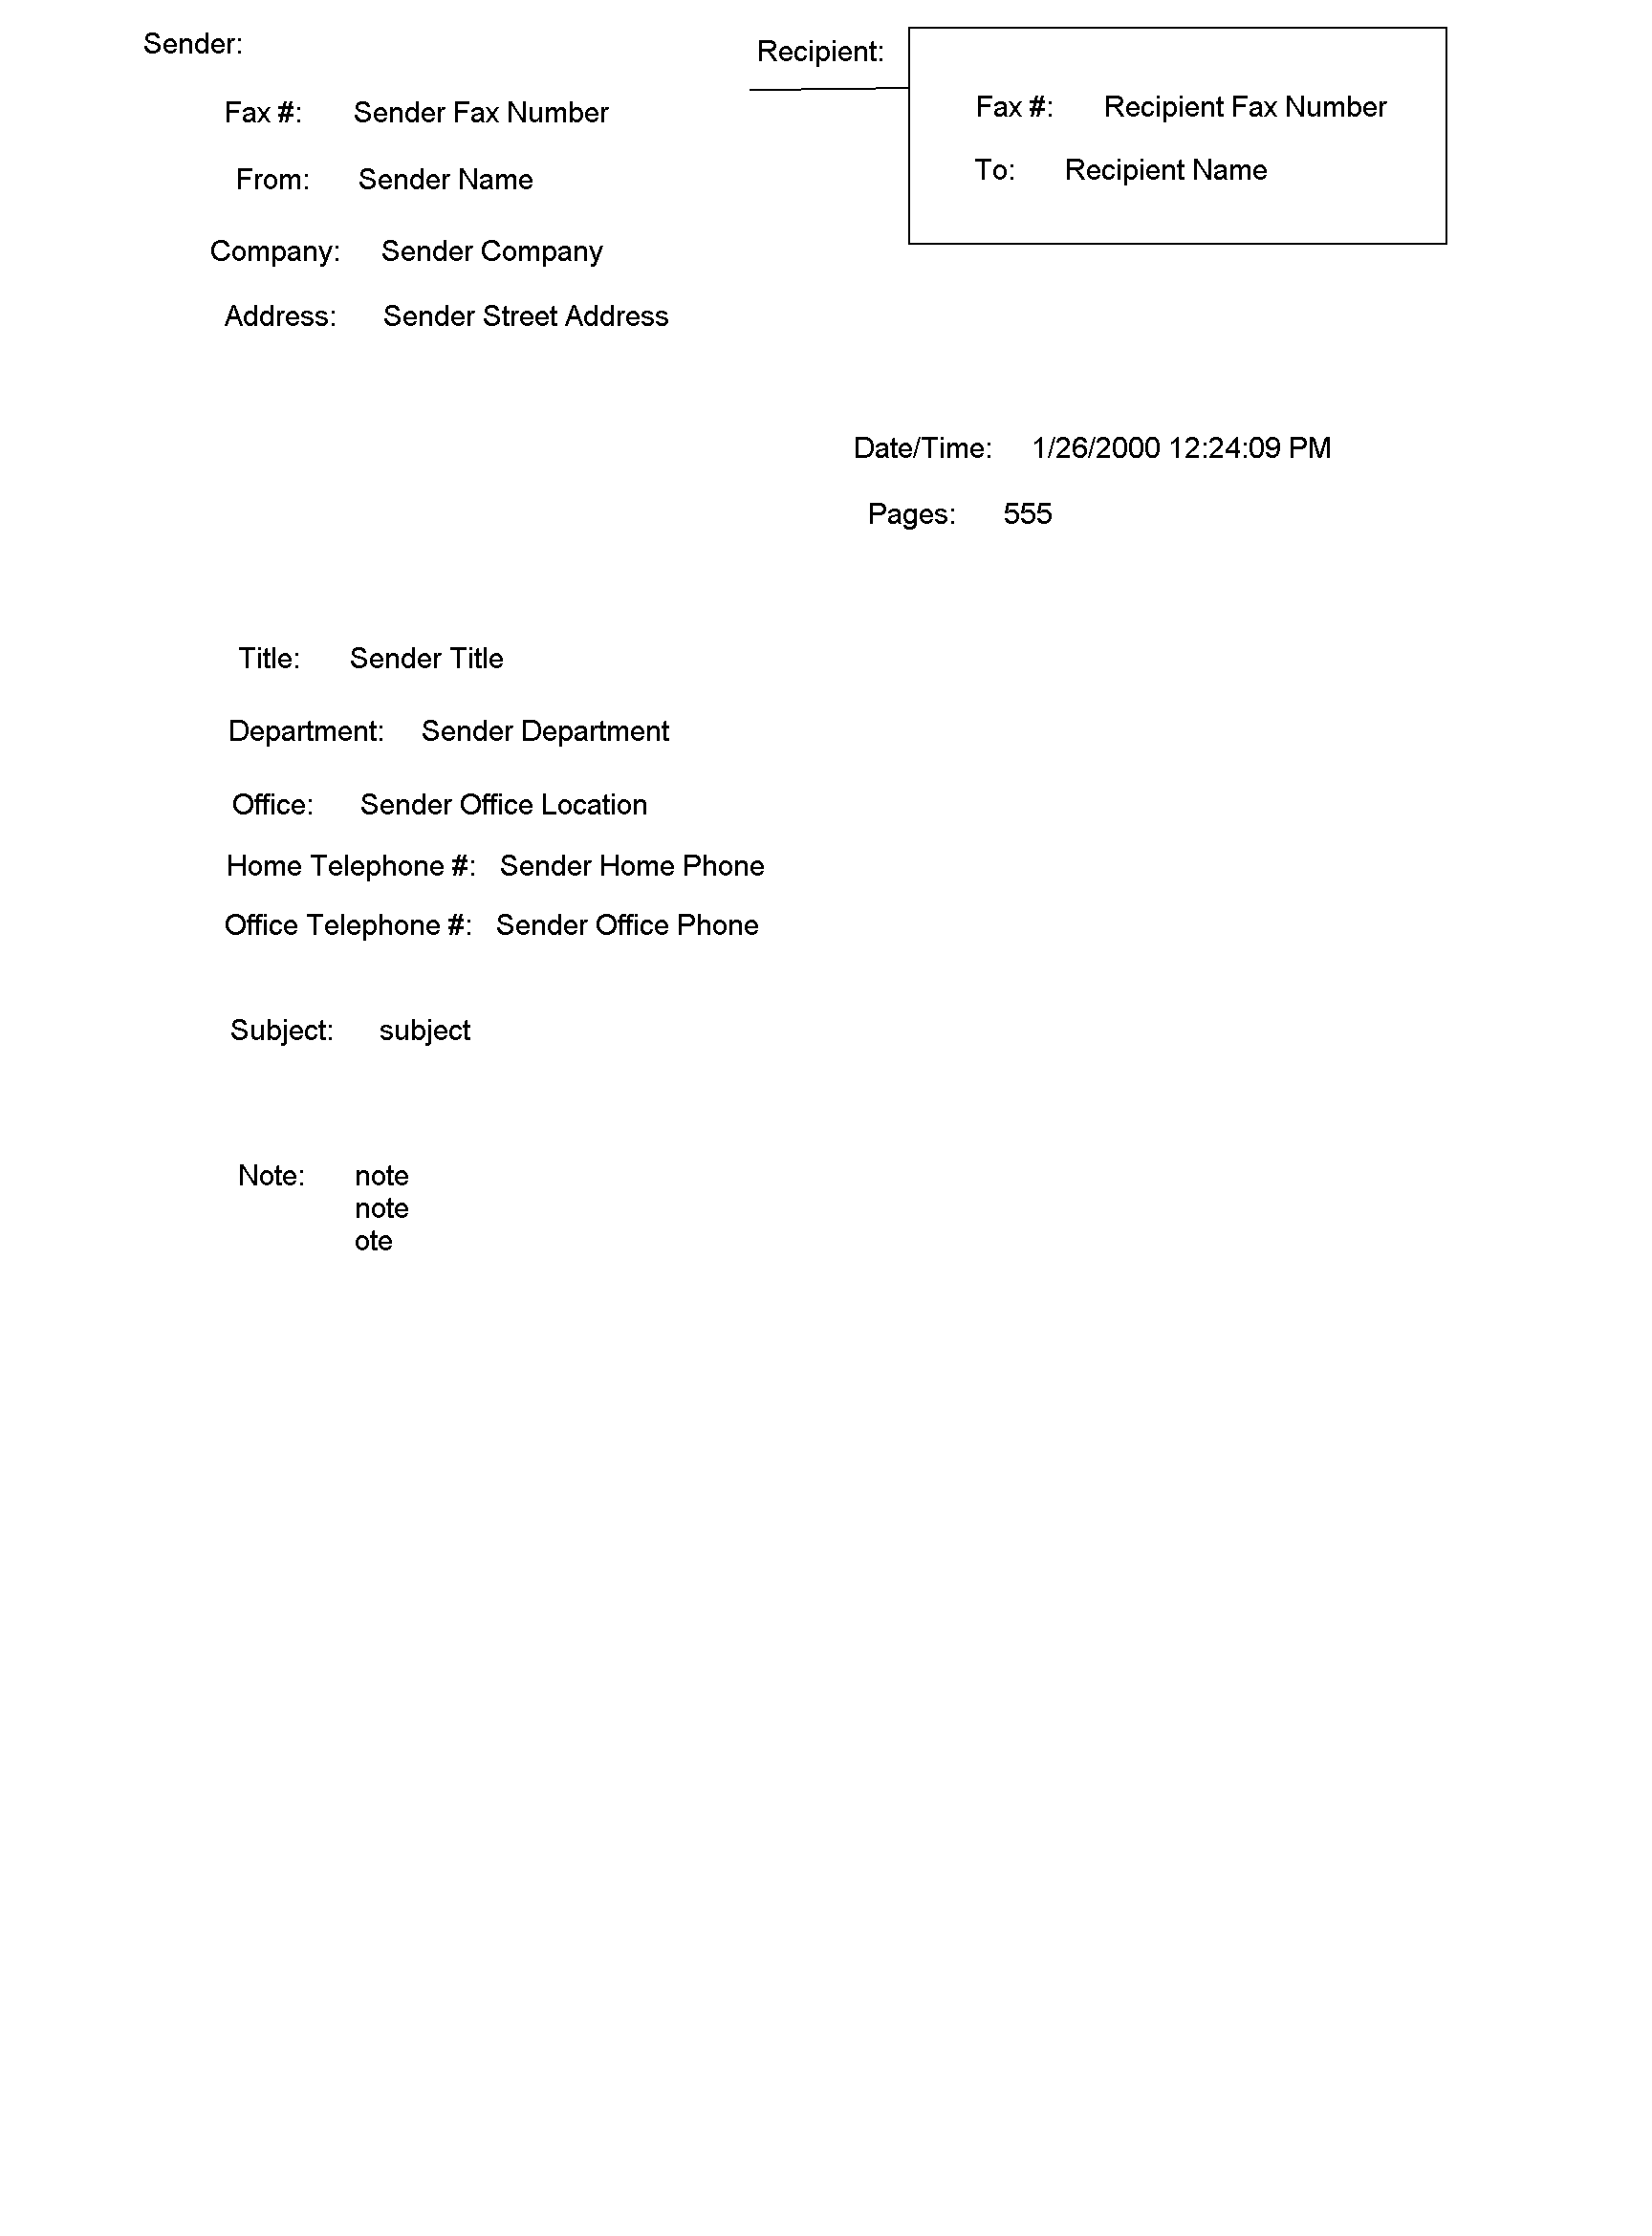 Sender:
Fax #: Sender Fax Number
From: Sender Name
Company: Sender Company
Address: Sender Street Address
Recipient:
Fax #: Recipient Fax Number
To: Recipient Name
Date/Time: 1/26/2000 12:24:09 PM
Pages: 555
Title: Sender Title
Department: Sender Department
Office: Sender Office Location
Home Telephone #: Sender Home Phone
Office Telephone #: Sender Office Phone
Subject: subject
Note: note
note
ote